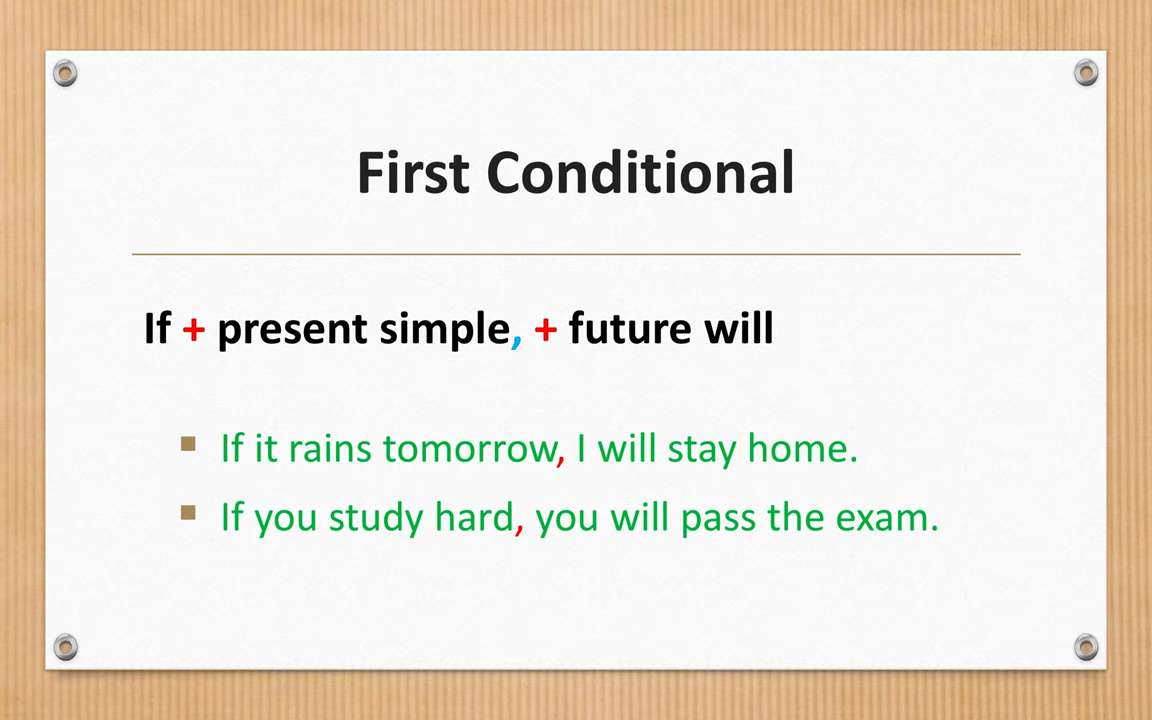 First Conditional
If + present simple, + future will
If it rains tomorrow, I will stay home.
If you study hard, you will pass the exam.